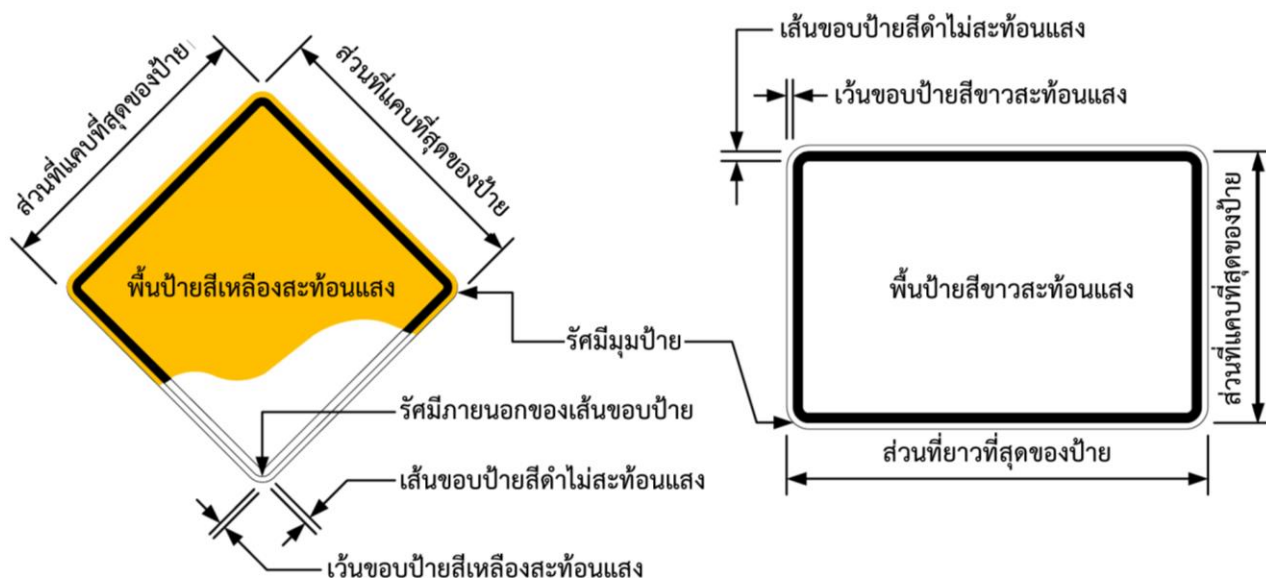 ส่วนที่แคบที่สุดของป้าย
ส่วนที่แคบที่สุดของป้าย
พื้นป้ายสีเหลืองสะท้อนแสง
รัศมีมุมป้าย
รัศมีภายนอกของเส้นขอบป้าย
เส้นขอบป้ายสีดำไม่สะท้อนแสง
เว้นขอบป้ายสีเหลืองสะท้อนแสง
เส้นขอบป้ายสีดำไม่สะท้อนแสง
เว้นขอบป้ายสีขาวสะท้อนแสง
พื้นป้ายสีขาวสะท้อนแสง
ส่วนที่แคบที่สุดของป้าย
ส่วนที่ยาวที่สุดของป้าย